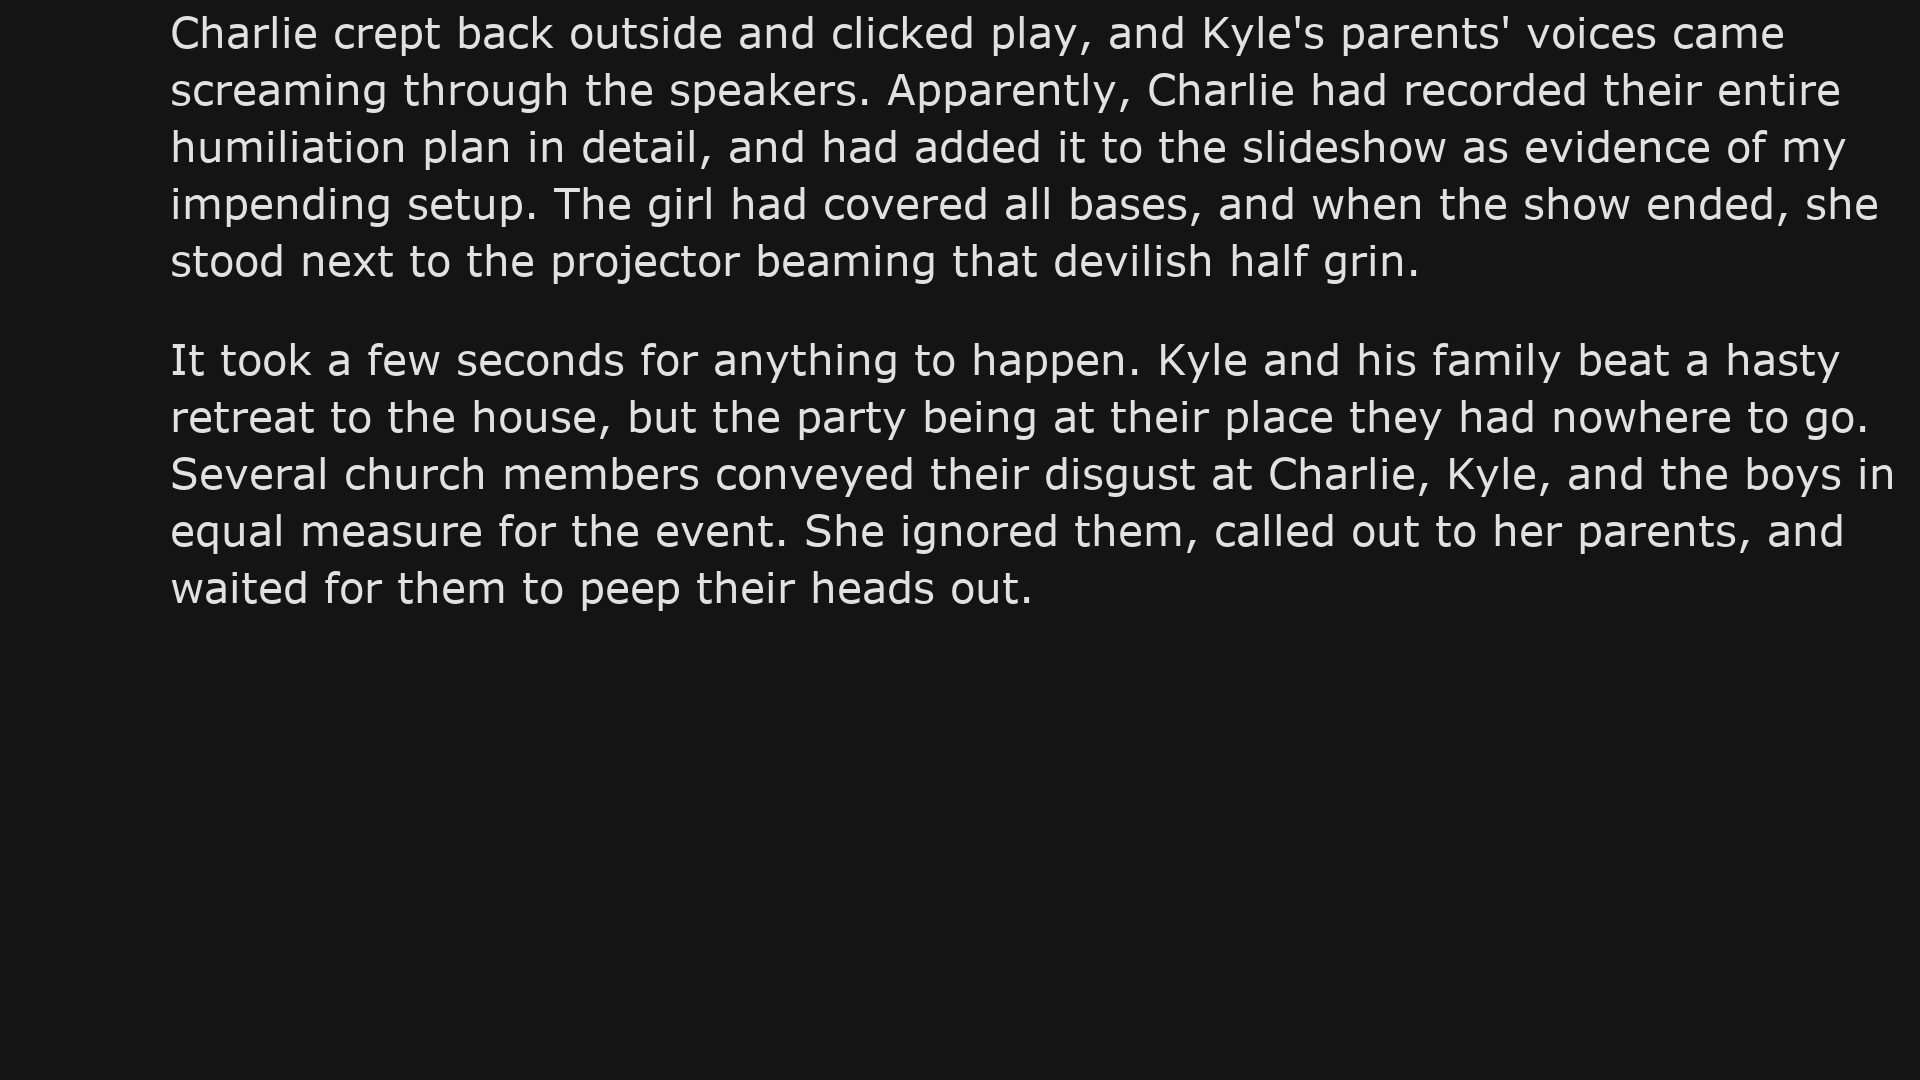 Charlie crept back outside and clicked play, and Kyle's parents' voices came
screaming through the speakers. Apparently, Charlie had recorded their entire
humiliation plan in detail, and had added it to the slideshow as evidence of my
impending setup. The girl had covered all bases, and when the show ended, she
stood next to the projector beaming that devilish half grin.
It took a few seconds for anything to happen. Kyle and his family beat a hasty
retreat to the house, but the party being at their place they had nowhere to go.
Several church members conveyed their disgust at Charlie, Kyle, and the boys in
equal measure for the event. She ignored them, called out to her parents, and
waited for them to peep their heads out.